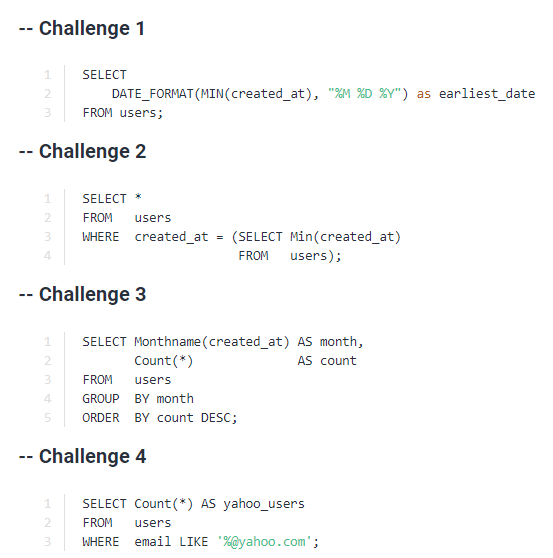 -- Challenge 1
1 SELECT
2     DATE_FORMAT(MIN(created_at), "%M %D %Y") as earliest_date
3 FROM users;
-- Challenge 2
1 SELECT *
2 FROM   users
3 WHERE  created_at = (SELECT Min(created_at)
4                     FROM   users);
-- Challenge 3
1 SELECT Monthname(created_at) AS month,
2        Count(*)              AS count
3 FROM   users
4 GROUP  BY month
5 ORDER  BY count DESC;
-- Challenge 4
1 SELECT Count(*) AS yahoo_users
2 FROM   users
3 WHERE  email LIKE '%@yahoo.com';